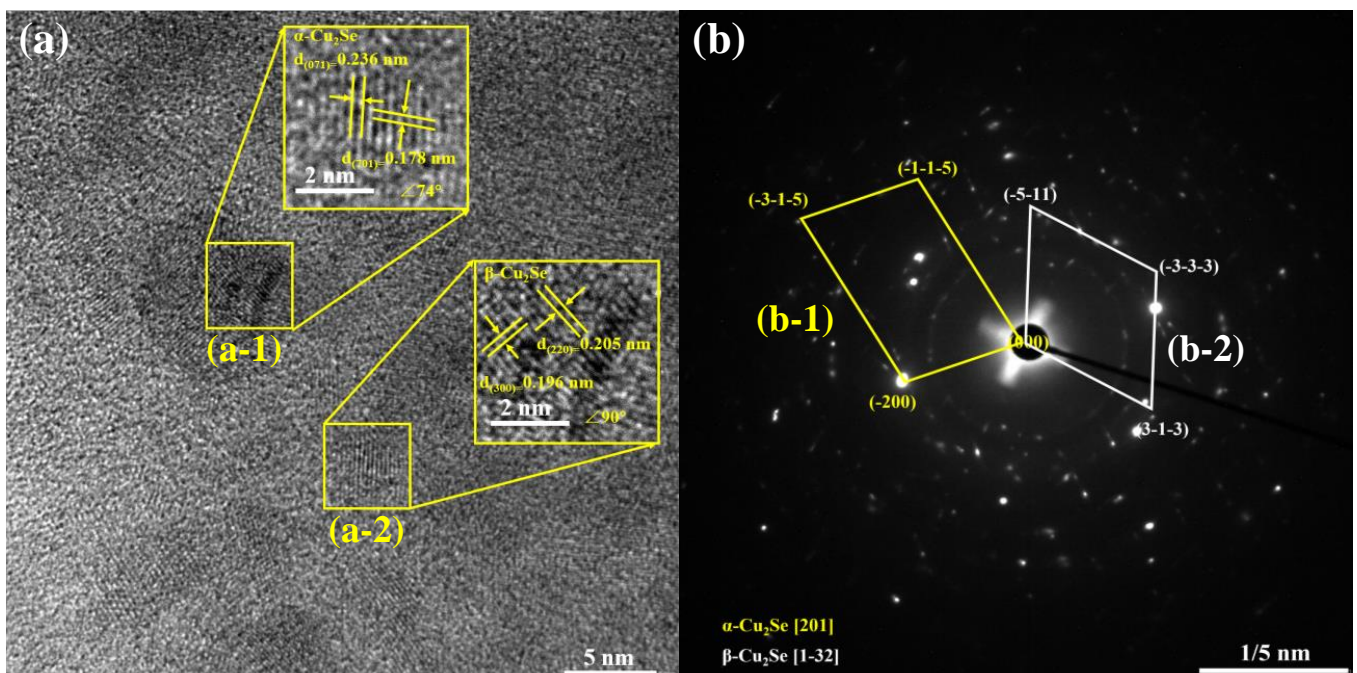 (a)
α-Cu₂Se
d₍₀₇₁₎₌0.236 nm
d₍₇₀₁₎₌0.178 nm
2 nm
∠74°
(a-1)
β-Cu₂Se
d₍₂₂₀₎₌0.205 nm
d₍₃₀₀₎₌0.196 nm
2 nm
∠90°
(a-2)
5 nm
(b)
(-1-1-5)
(-3-1-5)
(-5-11)
(-3-3-3)
(b-1)
(000)
(b-2)
(-200)
(3-1-3)
α-Cu₂Se [201]
β-Cu₂Se [1-32]
1/5 nm